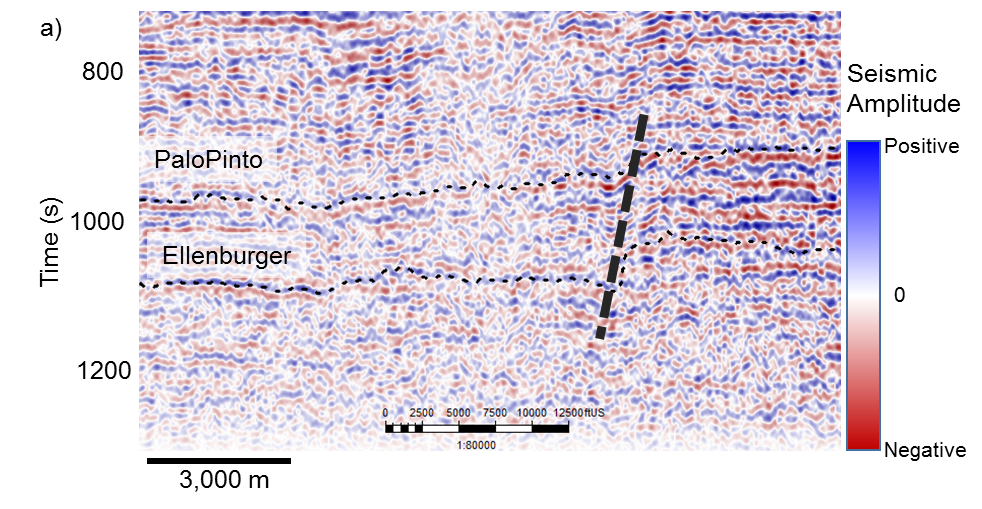 a)
800
1000
1200
Time (s)
PaloPinto
Ellenburger
0 2500 5000 7500 10000 12500ftUS
1:80000
3,000 m
Seismic
Amplitude
Positive
0
Negative